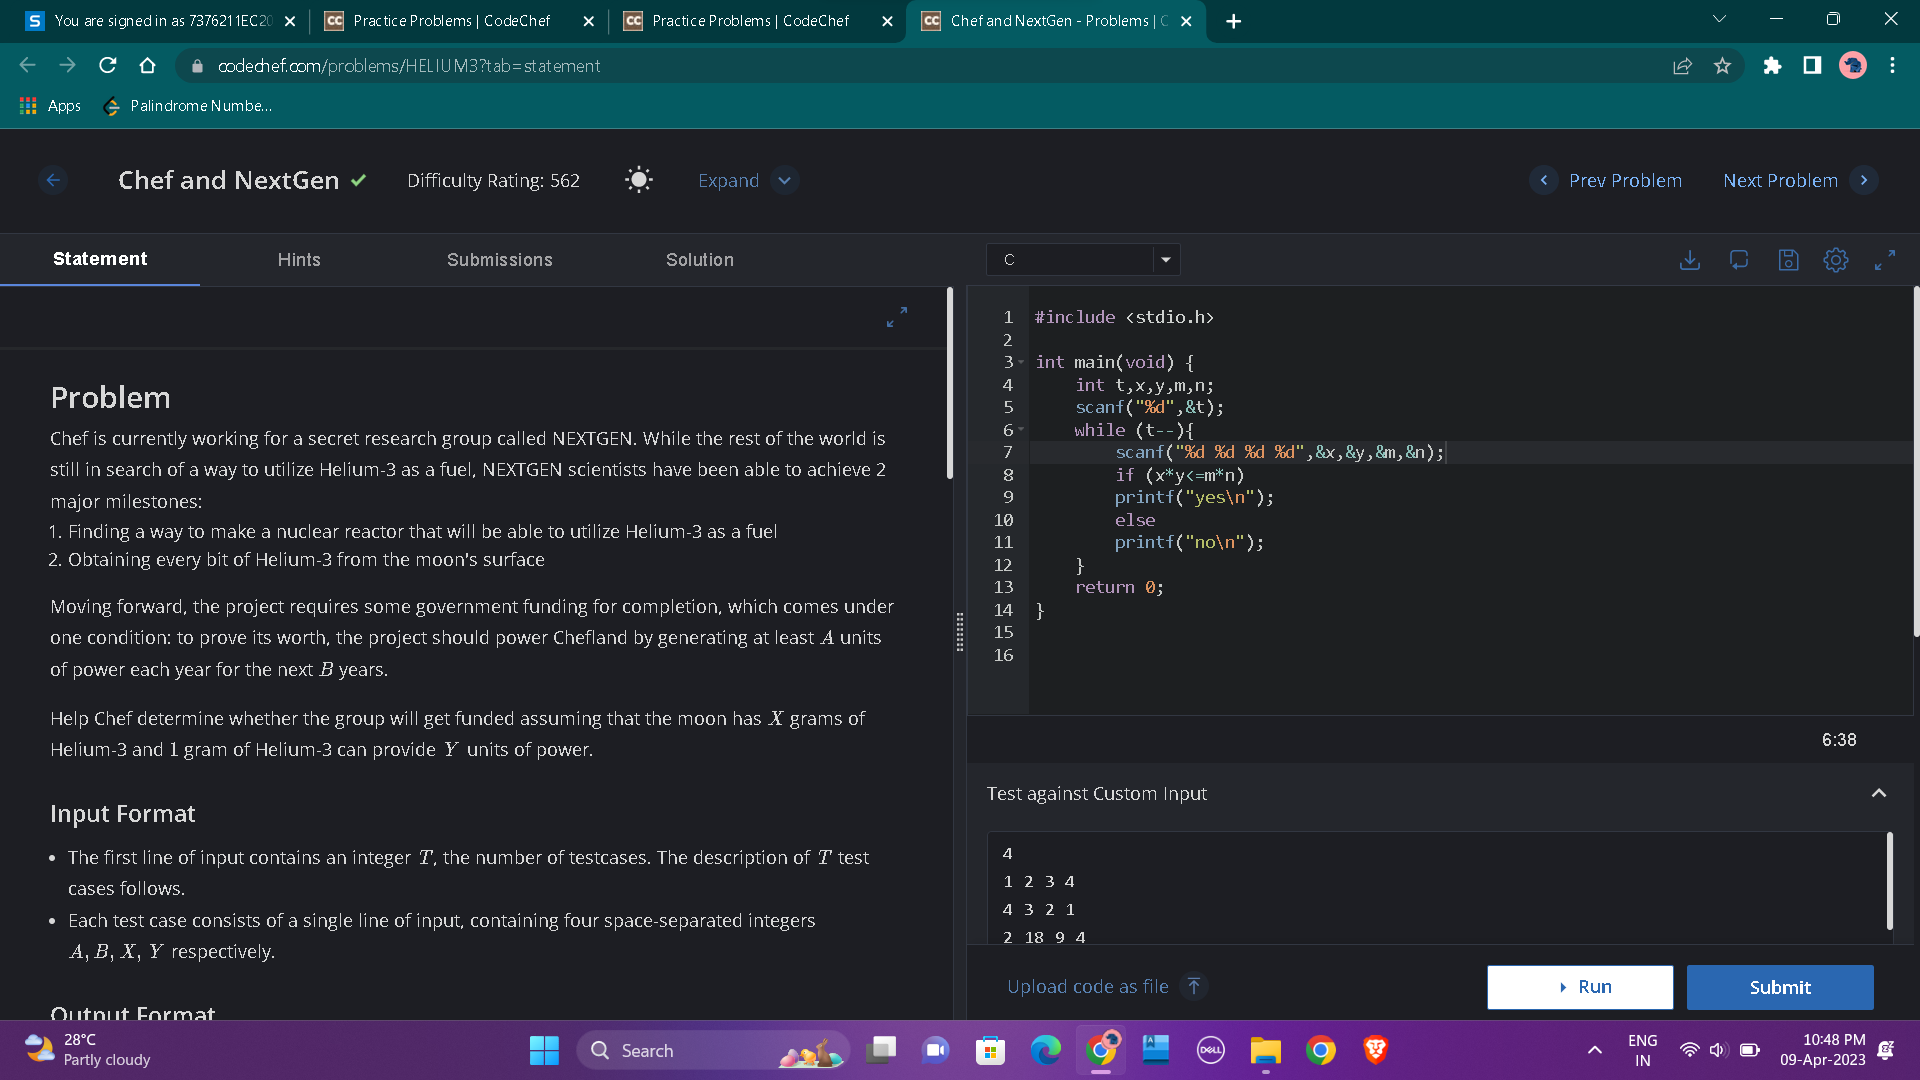 You are signed in as 7376211EC20
Practice Problems | CodeChef
Practice Problems | CodeChef
Chef and NextGen - Problems | C
codechef.com/problems/HELIUM3?tab=statement
Apps
Palindrome Numbe...
Chef and NextGen
Difficulty Rating: 562
Expand
Prev Problem
Next Problem
Statement
Hints
Submissions
Solution
Problem
Chef is currently working for a secret research group called NEXTGEN. While the rest of the world is
still in search of a way to utilize Helium-3 as a fuel, NEXTGEN scientists have been able to achieve 2
major milestones:
1. Finding a way to make a nuclear reactor that will be able to utilize Helium-3 as a fuel
2. Obtaining every bit of Helium-3 from the moon's surface
Moving forward, the project requires some government funding for completion, which comes under
one condition: to prove its worth, the project should power Chefland by generating at least A units
of power each year for the next B years.
Help Chef determine whether the group will get funded assuming that the moon has X grams of
Helium-3 and 1 gram of Helium-3 can provide Y units of power.
Input Format
• The first line of input contains an integer T, the number of testcases. The description of T test
cases follows.
• Each test case consists of a single line of input, containing four space-separated integers
A, B, X, Y respectively.
Output Format
C
1 #include <stdio.h>
2
3 int main(void) {
4 int t,x,y,m,n;
5 scanf("%d",&t);
6 while (t--){
7 scanf("%d %d %d %d",&x,&y,&m,&n);
8 if (x*y<=m*n)
9 printf("yes\n");
10 else
11 printf("no\n");
12 }
13 return 0;
14 }
15
16
6:38
Test against Custom Input
4
1 2 3 4
4 3 2 1
2 18 9 4
Upload code as file
Run
Submit
28°C
Partly cloudy
Search
DELL
ENG
IN
10:48 PM
09-Apr-2023